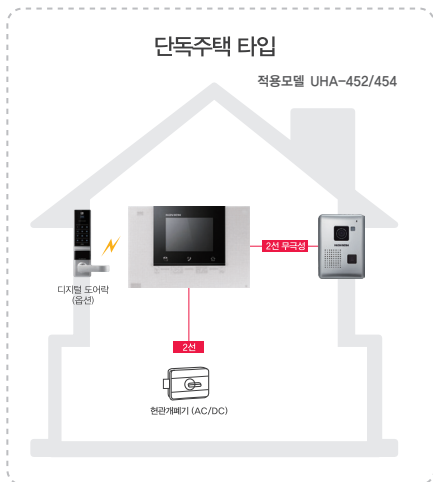 단독주택 타입
적용모델 UHA-452/454
2선 무극성
디지털 도어락
(옵션)
2선
현관개폐기 (AC/DC)